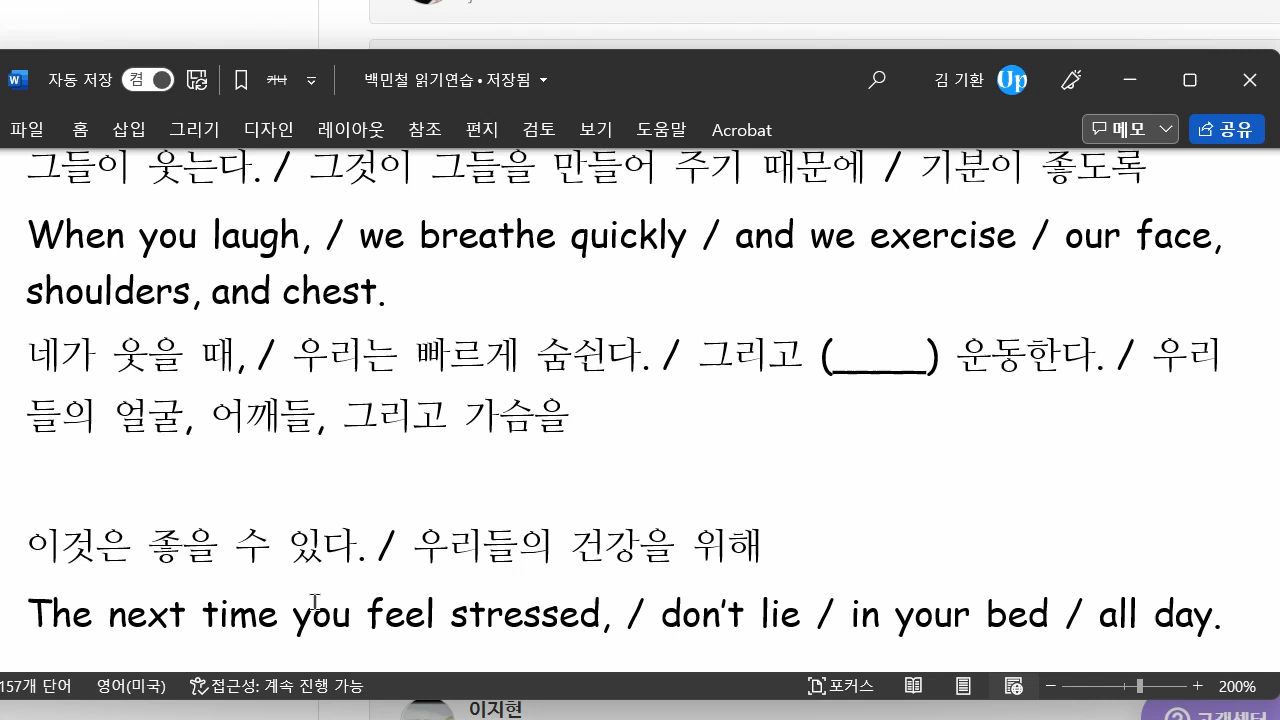 자동 저장 켬 가나 백민철 읽기연습 • 저장됨 김 기환 Up
파일 홈 삽입 그리기 디자인 레이아웃 참조 편지 검토 보기 도움말 Acrobat 메모 공유
그들이 웃는다. / 그것이 그들을 만들어 주기 때문에 / 기분이 좋도록
When you laugh, / we breathe quickly / and we exercise / our face,
shoulders, and chest.
네가 웃을 때, / 우리는 빠르게 숨쉰다. / 그리고 (_____) 운동한다. / 우리
들의 얼굴, 어깨들, 그리고 가슴을
이것은 좋을 수 있다. / 우리들의 건강을 위해
The next time you feel stressed, / don't lie / in your bed / all day.
157개 단어 영어(미국) 접근성: 계속 진행 가능 포커스 200%
이지현
고객센터